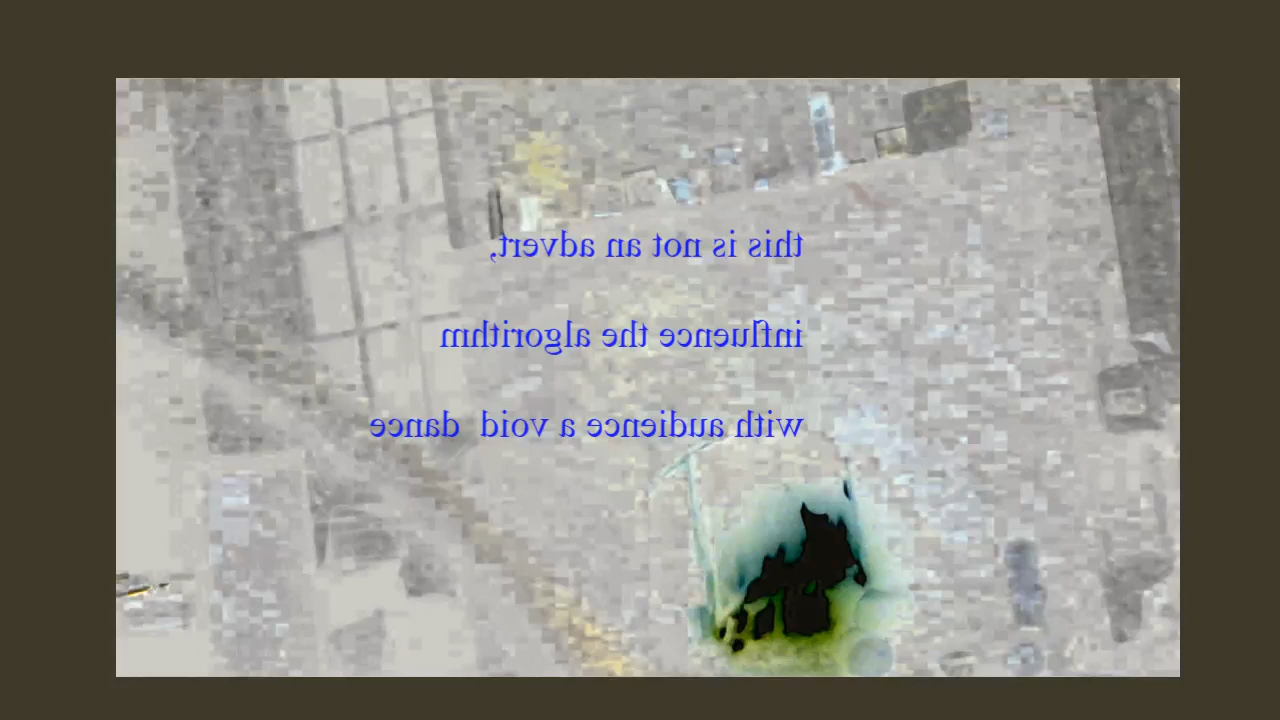 this is not an advert,
influence the algorithm
with audience a void  dance